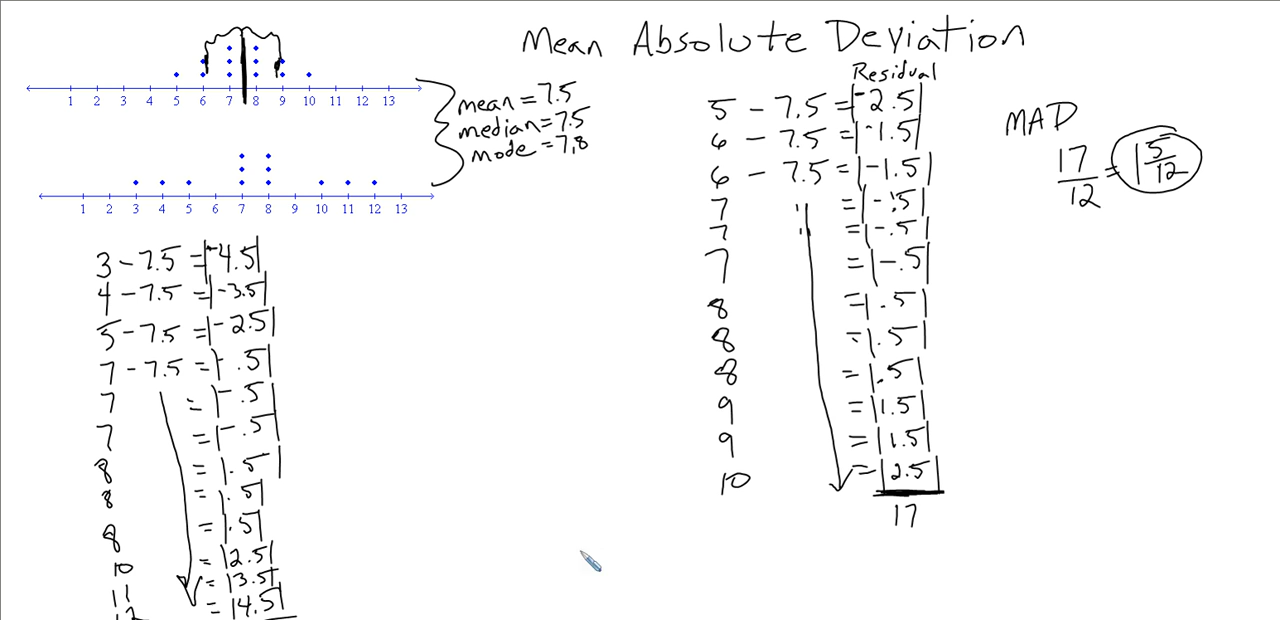 Mean Absolute Deviation
1 2 3 4 5 6 7 8 9 10 11 12 13
mean = 7.5
median = 7.5
mode = 7,8
1 2 3 4 5 6 7 8 9 10 11 12 13
3 - 7.5 = |-4.5|
4 - 7.5 = |-3.5|
5 - 7.5 = |-2.5|
7 - 7.5 = |-.5|
7 = |-.5|
7 = |-.5|
8 = |.5|
8 = |.5|
8 = |.5|
10 = |2.5|
11 = |3.5|
12 = |4.5|
Residual
5 - 7.5 = |-2.5|
6 - 7.5 = |-1.5|
6 - 7.5 = |-1.5|
7 " = |-.5|
7 " = |-.5|
7 = |-.5|
8 = |.5|
8 = |.5|
8 = |.5|
9 = |1.5|
9 = |1.5|
10 = |2.5|
17
MAD
17/12 = 1 5/12